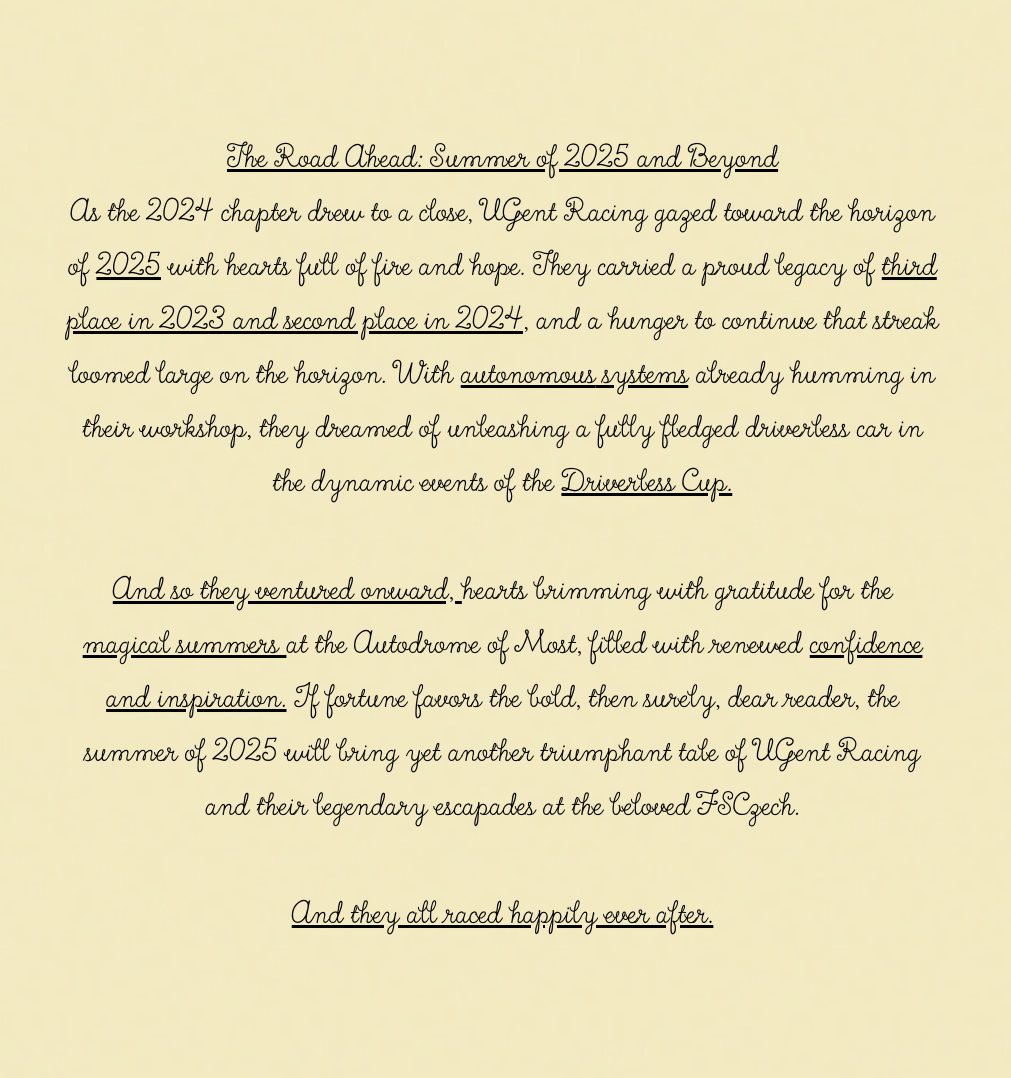 The Road Ahead: Summer of 2025 and Beyond
As the 2024 chapter drew to a close, UGent Racing gazed toward the horizon
of 2025 with hearts full of fire and hope. They carried a proud legacy of third
place in 2023 and second place in 2024, and a hunger to continue that streak
loomed large on the horizon. With autonomous systems already humming in
their workshop, they dreamed of unleashing a fully fledged driverless car in
the dynamic events of the Driverless Cup.
And so they ventured onward, hearts brimming with gratitude for the
magical summers at the Autodrome of Most, filled with renewed confidence
and inspiration. If fortune favors the bold, then surely, dear reader, the
summer of 2025 will bring yet another triumphant tale of UGent Racing
and their legendary escapades at the beloved FSCzech.
And they all raced happily ever after.